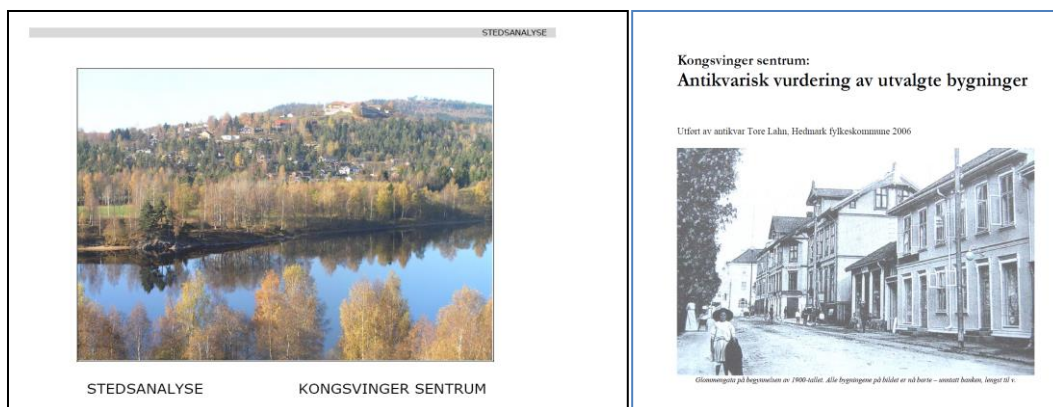 STEDSANALYSE
STEDSANALYSE KONGSVINGER SENTRUM
Kongsvinger sentrum:
Antikvarisk vurdering av utvalgte bygninger
Utført av antikvar Tore Lahn, Hedmark fylkeskommune 2006
Glommengata på begynnelsen av 1900-tallet. Alle bygningene på bildet er nå borte – unntatt banken, lengst til v.